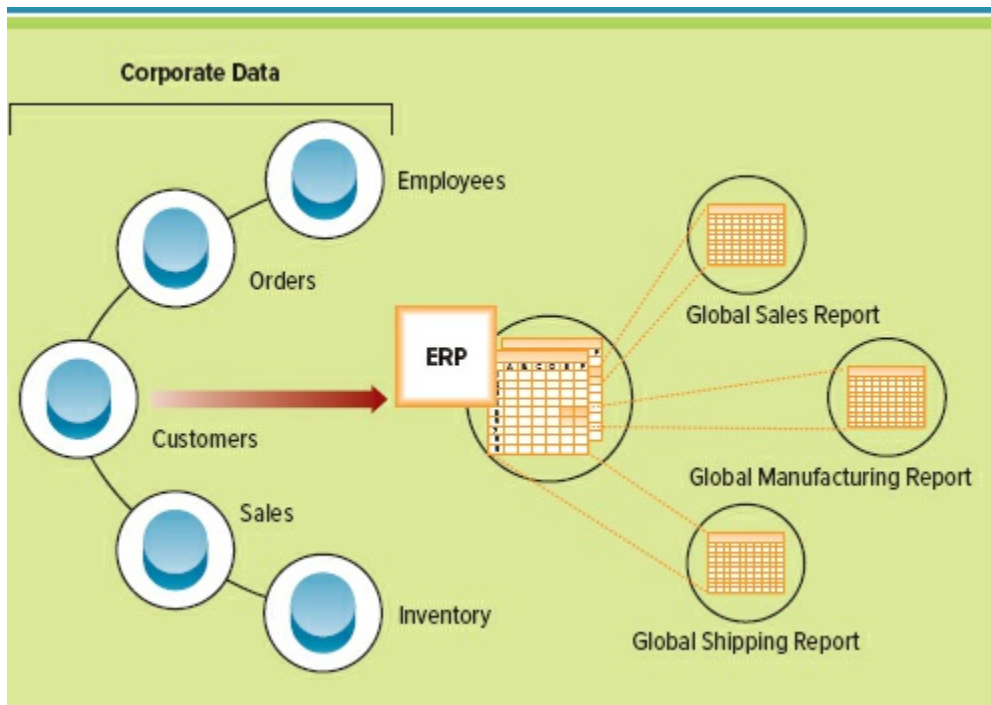 Corporate Data
Employees
Orders
Global Sales Report
ERP
A B C D E F
Customers
Global Manufacturing Report
Sales
Inventory
Global Shipping Report